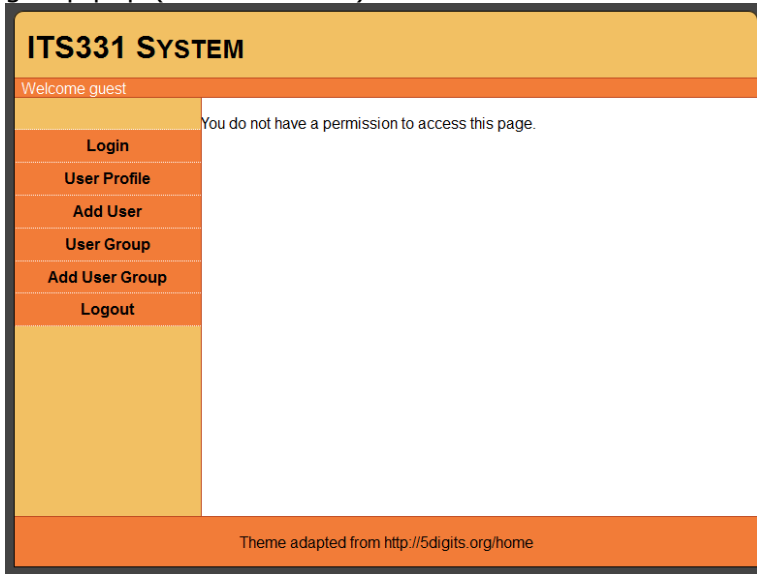 ITS331 SYSTEM
Welcome guest
You do not have a permission to access this page.
Login
User Profile
Add User
User Group
Add User Group
Logout
Theme adapted from http://5digits.org/home